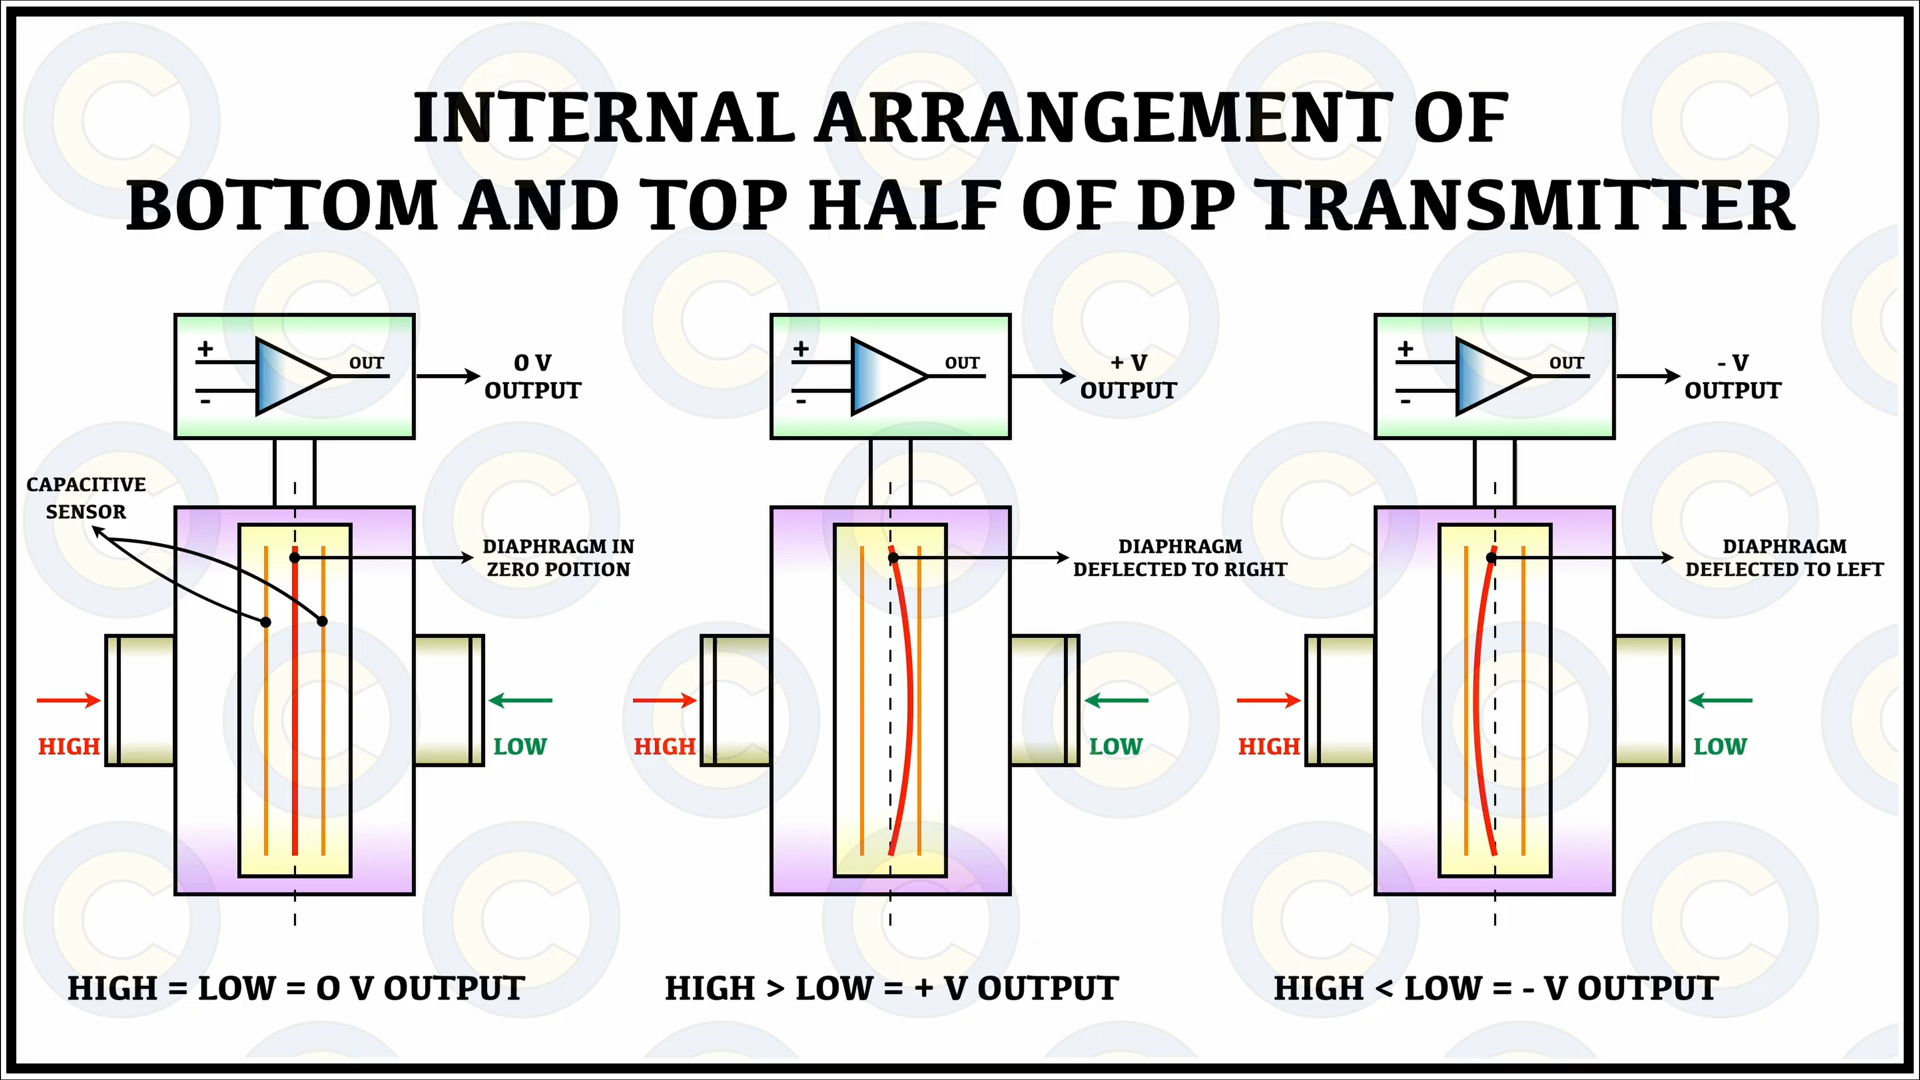 INTERNAL ARRANGEMENT OF
BOTTOM AND TOP HALF OF DP TRANSMITTER
+
-
OUT
0 V
OUTPUT
CAPACITIVE
SENSOR
DIAPHRAGM IN
ZERO POITION
HIGH
LOW
HIGH = LOW = 0 V OUTPUT
+
-
OUT
+ V
OUTPUT
DIAPHRAGM
DEFLECTED TO RIGHT
HIGH
LOW
HIGH > LOW = + V OUTPUT
+
-
OUT
- V
OUTPUT
DIAPHRAGM
DEFLECTED TO LEFT
HIGH
LOW
HIGH < LOW = - V OUTPUT